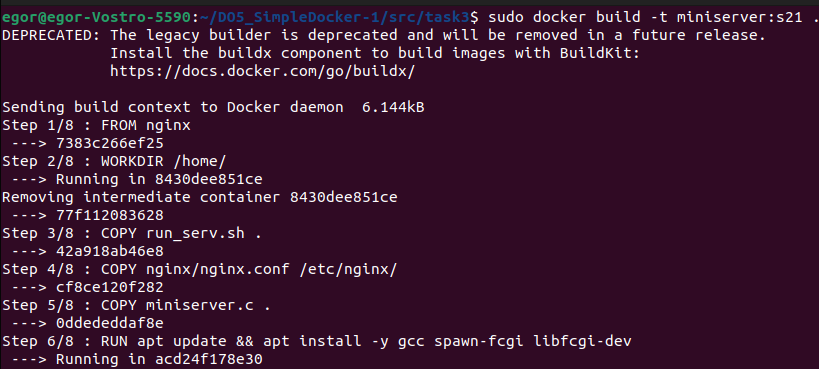 egor@egor-Vostro-5590:~/DO5_SimpleDocker-1/src/task3$ sudo docker build -t miniserver:s21 .
DEPRECATED: The legacy builder is deprecated and will be removed in a future release.
            Install the buildx component to build images with BuildKit:
            https://docs.docker.com/go/buildx/

Sending build context to Docker daemon  6.144kB
Step 1/8 : FROM nginx
 ---> 7383c266ef25
Step 2/8 : WORKDIR /home/
 ---> Running in 8430dee851ce
Removing intermediate container 8430dee851ce
 ---> 77f112083628
Step 3/8 : COPY run_serv.sh .
 ---> 42a918ab46e8
Step 4/8 : COPY nginx/nginx.conf /etc/nginx/
 ---> cf8ce120f282
Step 5/8 : COPY miniserver.c .
 ---> 0ddededdaf8e
Step 6/8 : RUN apt update && apt install -y gcc spawn-fcgi libfcgi-dev
 ---> Running in acd24f178e30